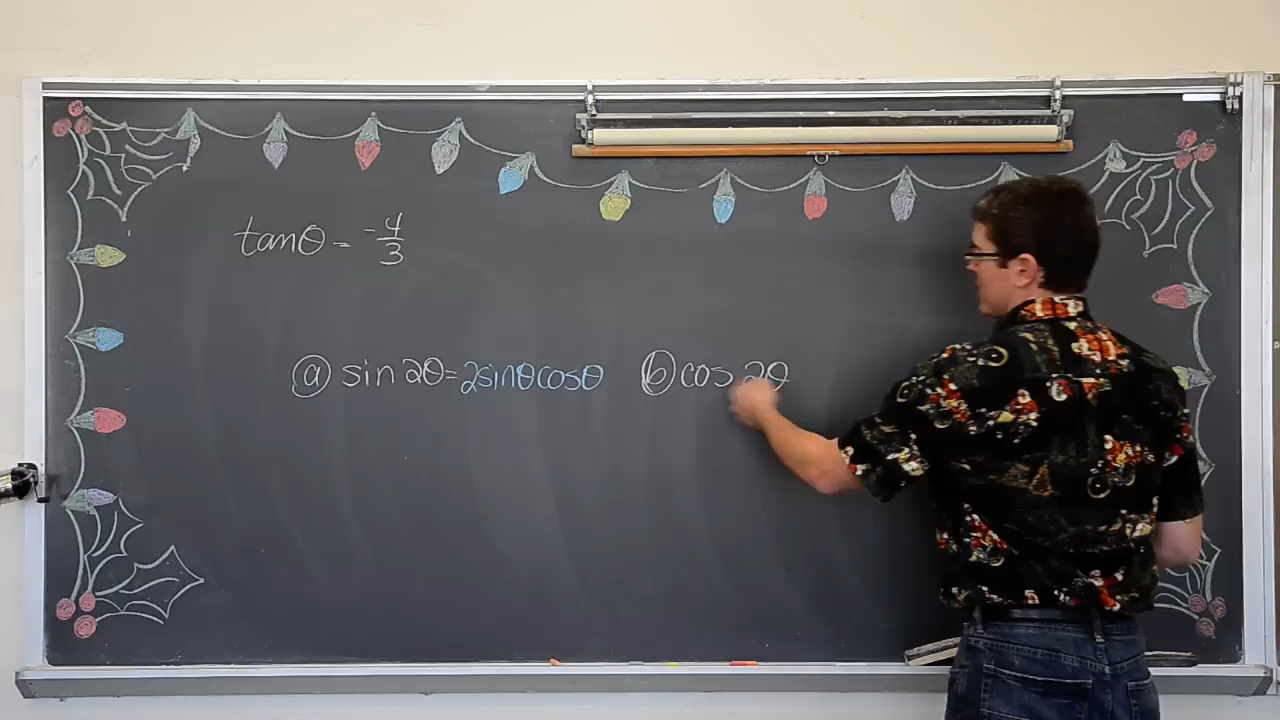 tanθ = -4/3
ⓐ sin 2θ = 2sinθcosθ ⓑ cos 2θ